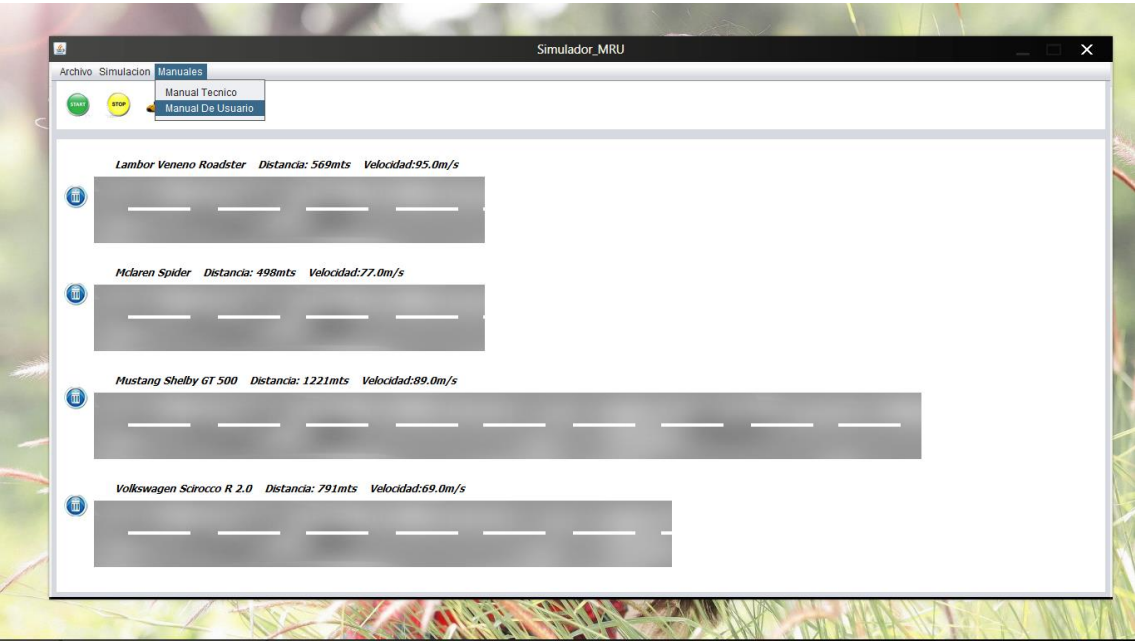 Simulador_MRU
Archivo Simulacion Manuales
Manual Tecnico
START STOP Manual De Usuario
Lambor Veneno Roadster Distancia: 569mts Velocidad:95.0m/s
Mclaren Spider Distancia: 498mts Velocidad:77.0m/s
Mustang Shelby GT 500 Distancia: 1221mts Velocidad:89.0m/s
Volkswagen Scirocco R 2.0 Distancia: 791mts Velocidad:69.0m/s